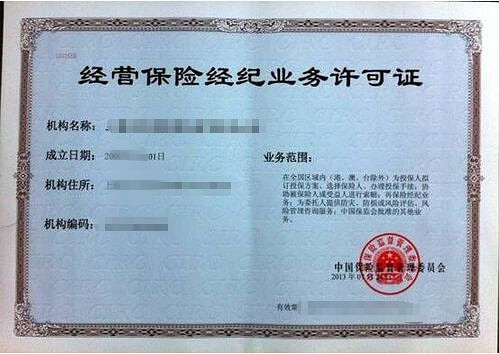 经营保险经纪业务许可证
机构名称:
成立日期: 200 01日
机构住所:
机构编码:
业务范围:
在全国区域内（港、澳、台除外）为投保人拟
订投保方案、选择保险人、办理投保手续；协
助被保险人或受益人进行索赔；再保险经纪业
务；为委托人提供防灾、防损或风险评估、风
险管理咨询服务；中国保监会批准的其他业
务。
中国保险监督管理委员会
2013 年 0
有效期